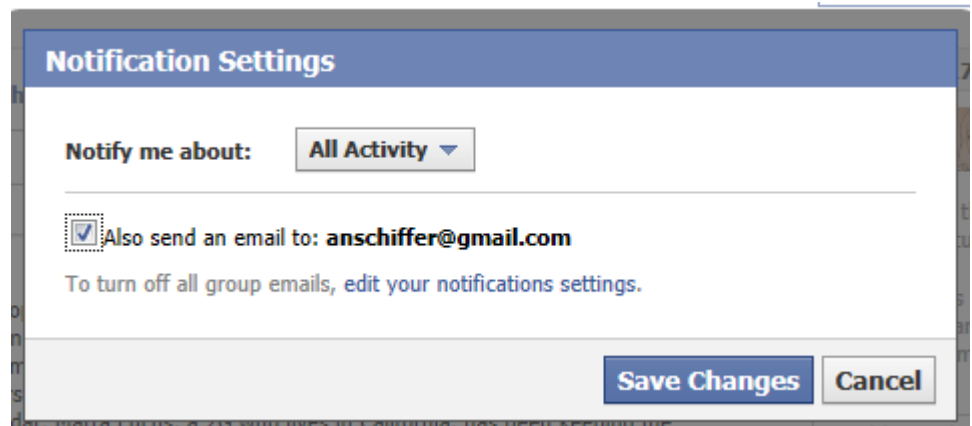 Notification Settings
Notify me about: All Activity
Also send an email to: anschiffer@gmail.com
To turn off all group emails, edit your notifications settings.
Save Changes Cancel